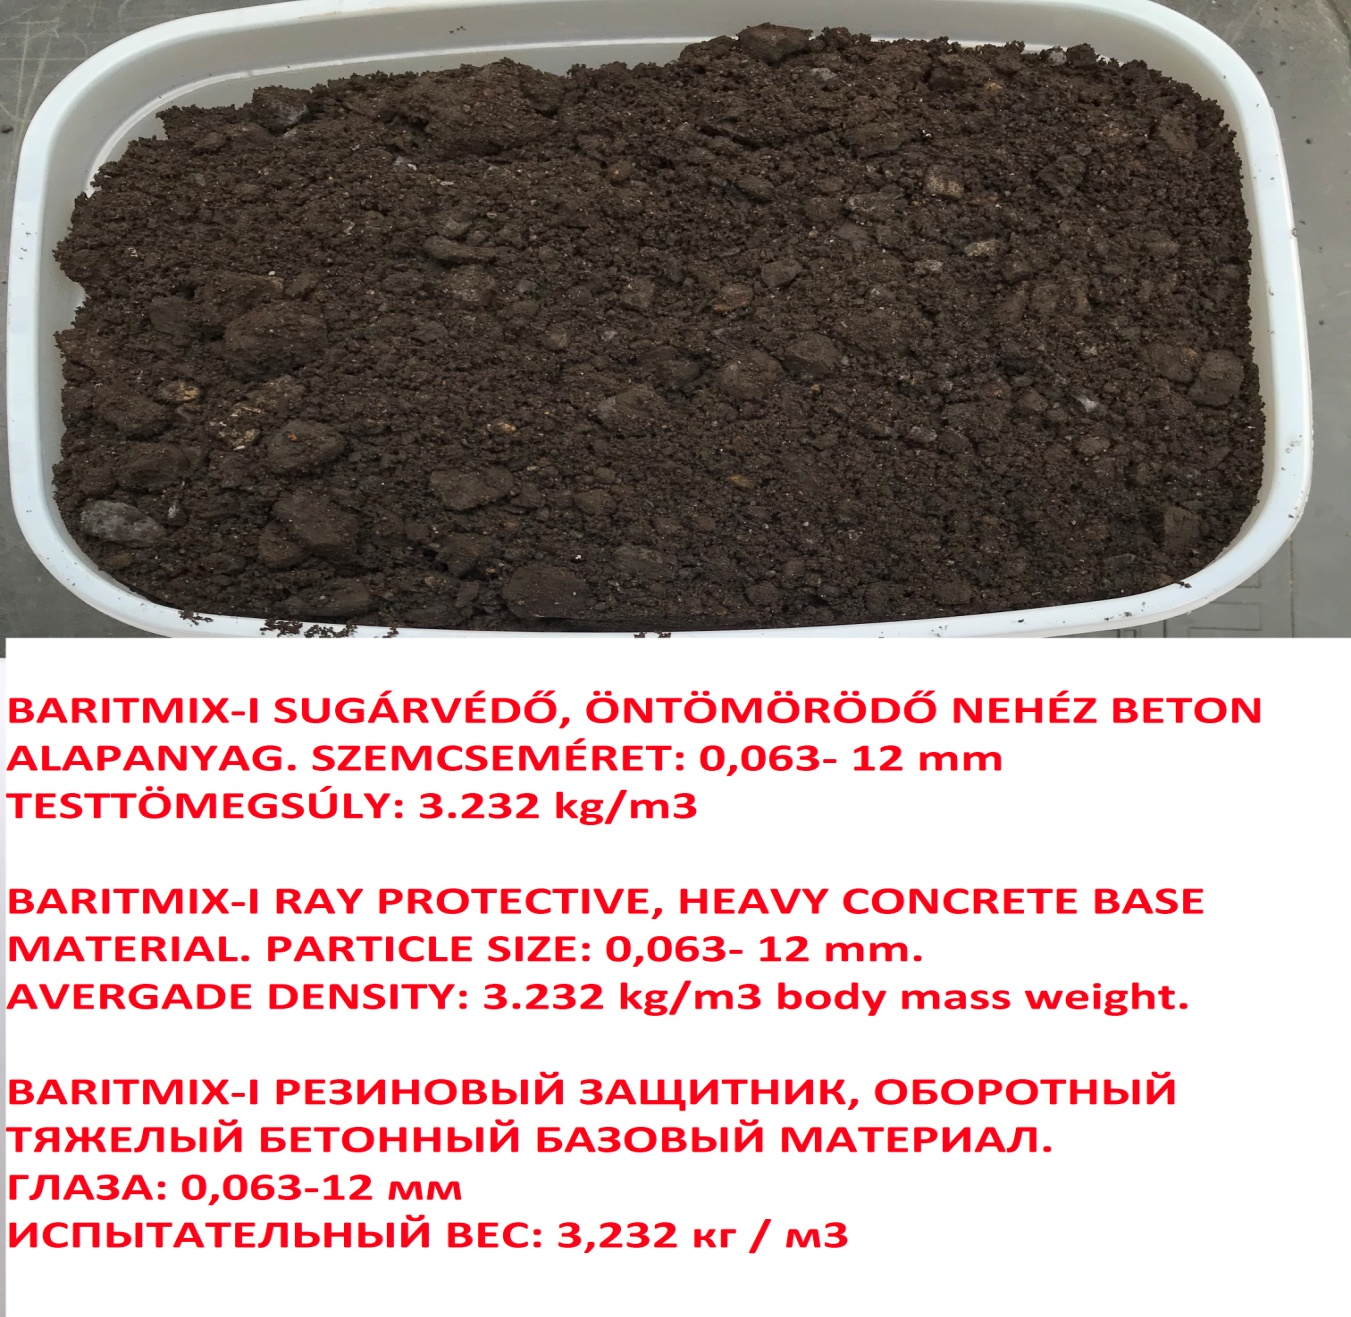 BARITMIX-I SUGÁRVÉDŐ, ÖNTÖMÖRÖDŐ NEHÉZ BETON
ALAPANYAG. SZEMCSEMÉRET: 0,063- 12 mm
TESTTÖMEGSÚLY: 3.232 kg/m3
BARITMIX-I RAY PROTECTIVE, HEAVY CONCRETE BASE
MATERIAL. PARTICLE SIZE: 0,063- 12 mm.
AVERGADE DENSITY: 3.232 kg/m3 body mass weight.
BARITMIX-I РЕЗИНОВЫЙ ЗАЩИТНИК, ОБОРОТНЫЙ
ТЯЖЕЛЫЙ БЕТОННЫЙ БАЗОВЫЙ МАТЕРИАЛ.
ГЛАЗА: 0,063-12 мм
ИСПЫТАТЕЛЬНЫЙ ВЕС: 3,232 кг / м3